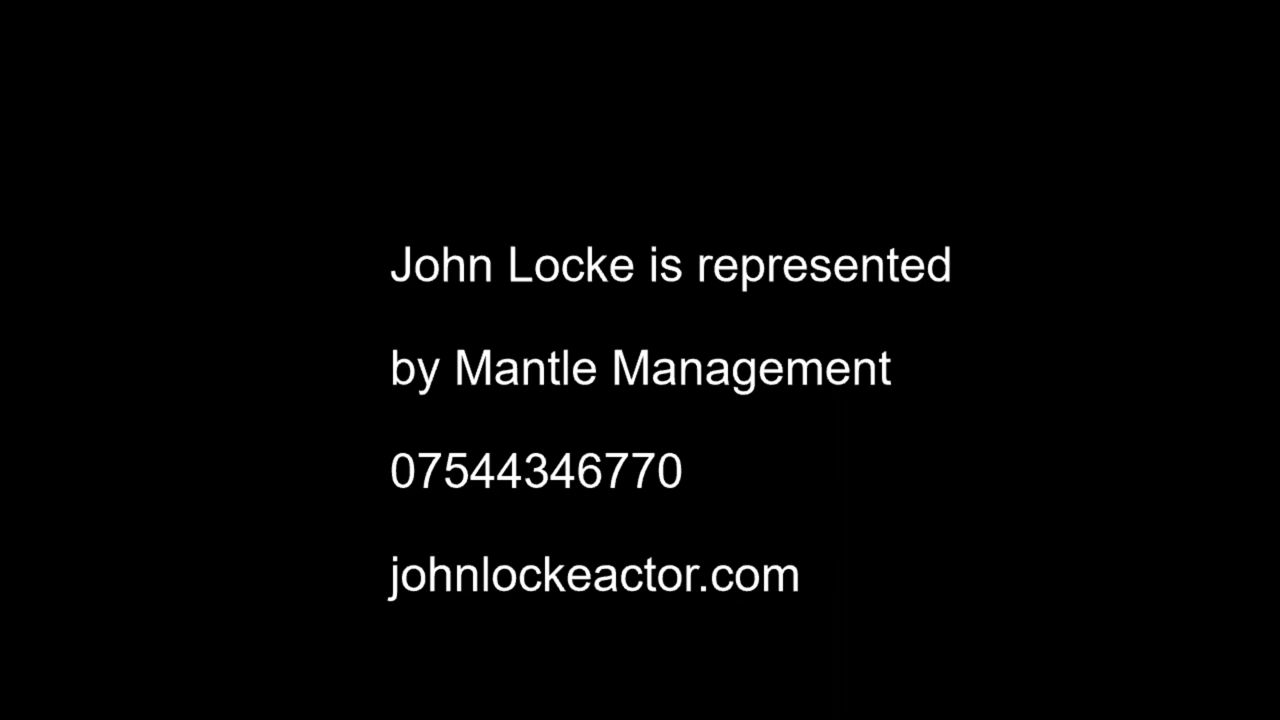 John Locke is represented
by Mantle Management
07544346770
johnlockeactor.com